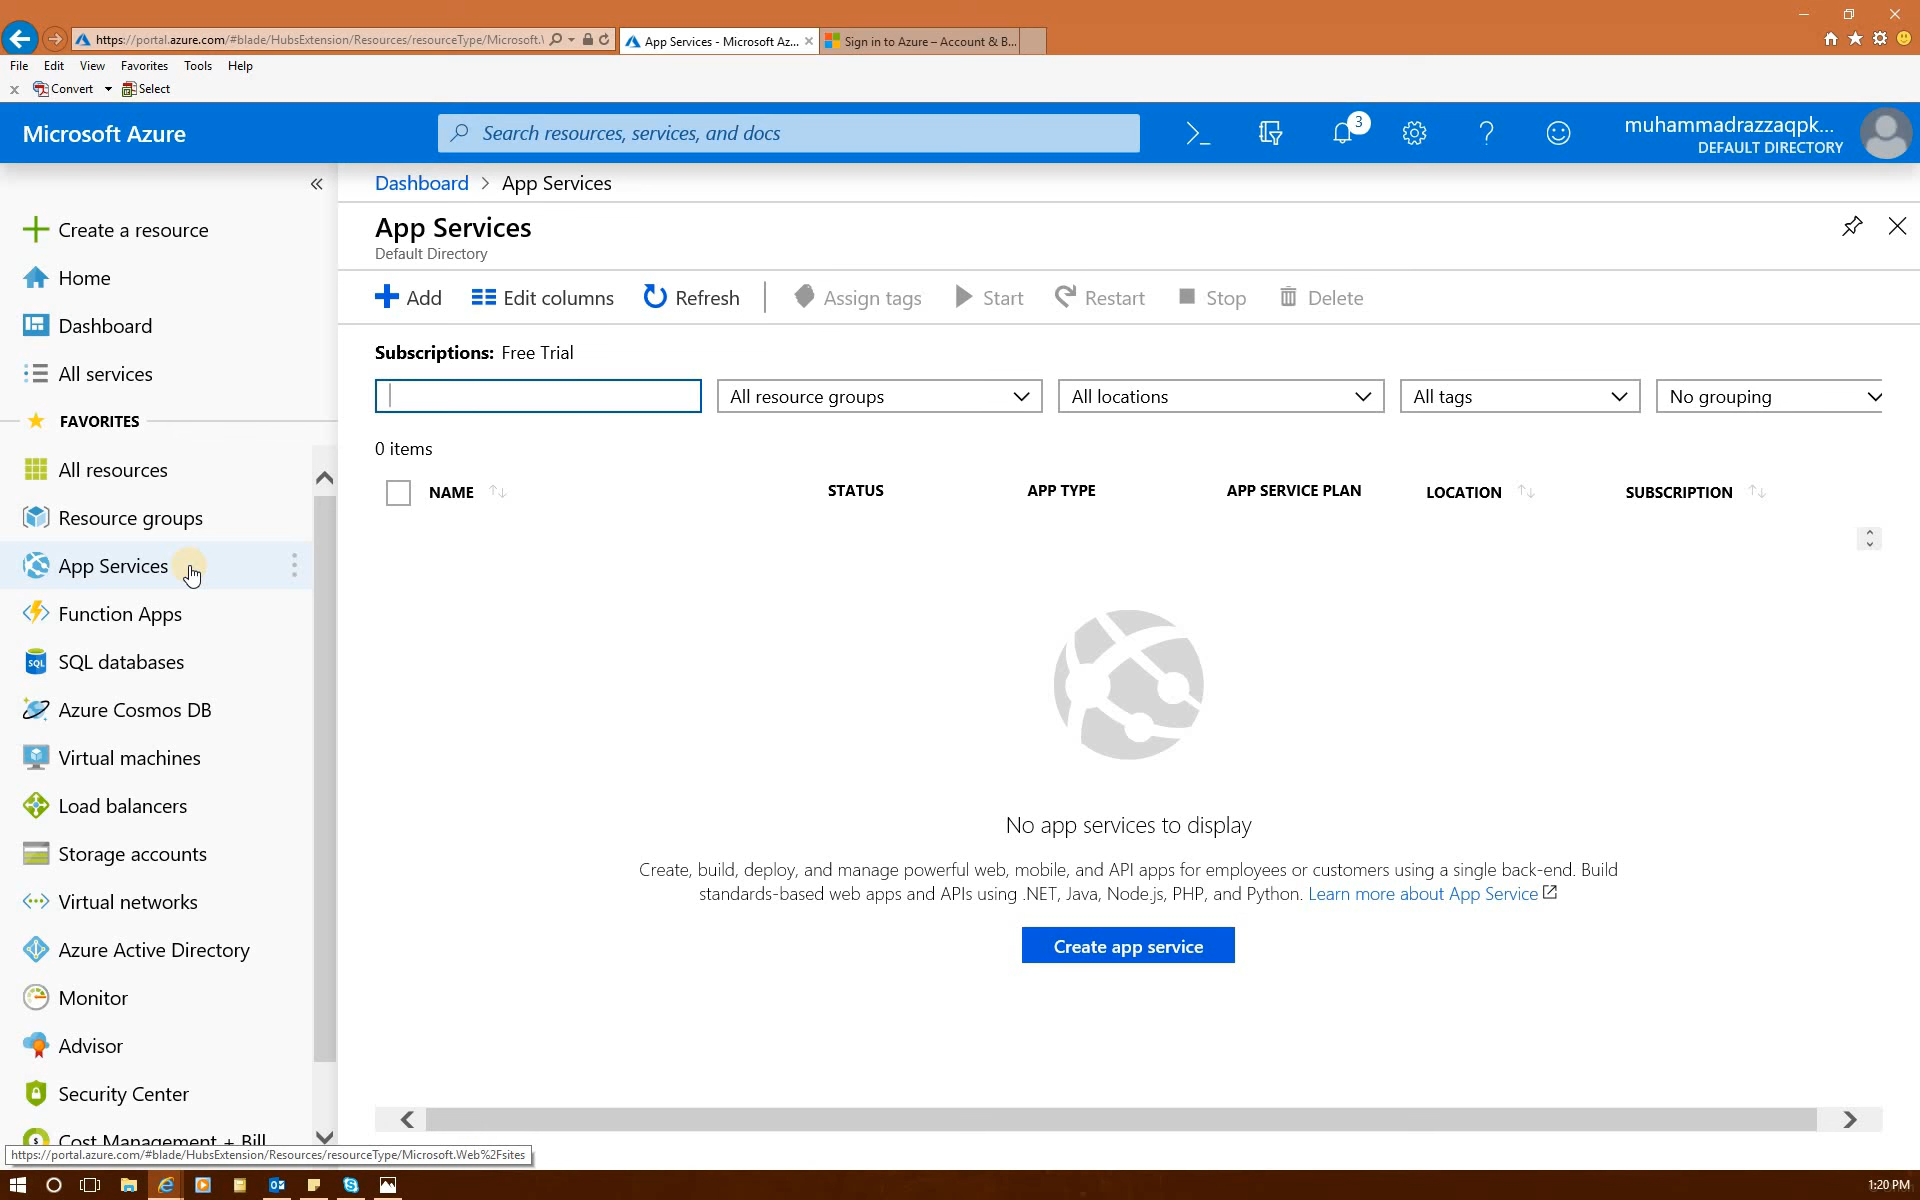 https://portal.azure.com/#blade/HubsExtension/Resources/resourceType/Microsoft.\
App Services - Microsoft Az...
Sign in to Azure – Account & B...
File Edit View Favorites Tools Help
x Convert Select
Microsoft Azure
Search resources, services, and docs
3
muhammadrazzaqpk...
DEFAULT DIRECTORY
Dashboard > App Services
App Services
Default Directory
Create a resource
Home
Dashboard
All services
FAVORITES
All resources
Resource groups
App Services
Function Apps
SQL databases
Azure Cosmos DB
Virtual machines
Load balancers
Storage accounts
Virtual networks
Azure Active Directory
Monitor
Advisor
Security Center
Cost Management + Bill
Add Edit columns Refresh Assign tags Start Restart Stop Delete
Subscriptions: Free Trial
All resource groups All locations All tags No grouping
0 items
NAME STATUS APP TYPE APP SERVICE PLAN LOCATION SUBSCRIPTION
No app services to display
Create, build, deploy, and manage powerful web, mobile, and API apps for employees or customers using a single back-end. Build
standards-based web apps and APIs using .NET, Java, Node.js, PHP, and Python. Learn more about App Service
Create app service
https://portal.azure.com/#blade/HubsExtension/Resources/resourceType/Microsoft.Web%2Fsites
1:20 PM